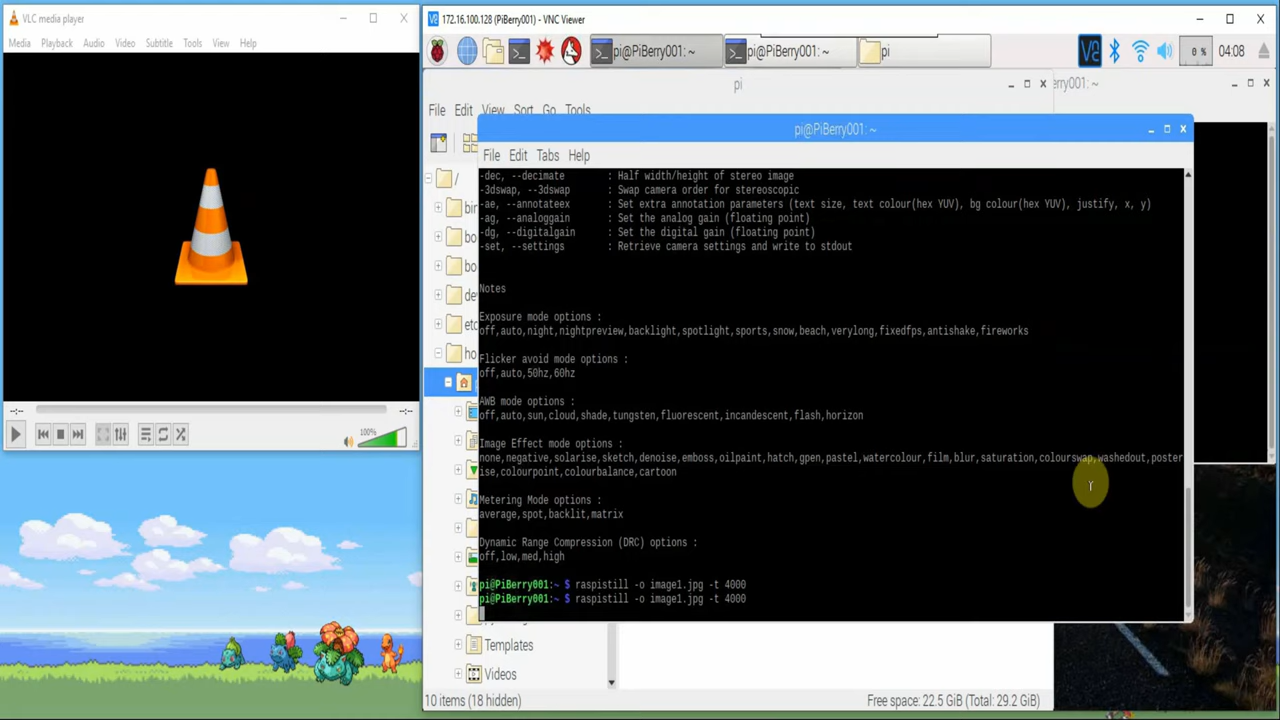 VLC media player
Media Playback Audio Video Subtitle Tools View Help
--:-- --:--
100%
172.16.100.128 (PiBerry001) - VNC Viewer
pi@PiBerry001: ~ pi@PiBerry001: ~ pi 0 % 04:08
pi
rry001: ~
File Edit View Sort Go Tools
/
bin
bo
bo
de
etc
ho
Templates
Videos
10 items (18 hidden) Free space: 22.5 GiB (Total: 29.2 GiB)
pi@PiBerry001: ~
File Edit Tabs Help
-dec, --decimate : Half width/height of stereo image
-3dswap, --3dswap : Swap camera order for stereoscopic
-ae, --annotateex : Set extra annotation parameters (text size, text colour(hex YUV), bg colour(hex YUV), justify, x, y)
-ag, --analoggain : Set the analog gain (floating point)
-dg, --digitalgain : Set the digital gain (floating point)
-set, --settings : Retrieve camera settings and write to stdout
Notes
Exposure mode options :
off,auto,night,nightpreview,backlight,spotlight,sports,snow,beach,verylong,fixedfps,antishake,fireworks
Flicker avoid mode options :
off,auto,50hz,60hz
AWB mode options :
off,auto,sun,cloud,shade,tungsten,fluorescent,incandescent,flash,horizon
Image Effect mode options :
none,negative,solarise,sketch,denoise,emboss,oilpaint,hatch,gpen,pastel,watercolour,film,blur,saturation,colourswap,washedout,poster
ise,colourpoint,colourbalance,cartoon
Metering Mode options :
average,spot,backlit,matrix
Dynamic Range Compression (DRC) options :
off,low,med,high
pi@PiBerry001:~ $ raspistill -o image1.jpg -t 4000
pi@PiBerry001:~ $ raspistill -o image1.jpg -t 4000